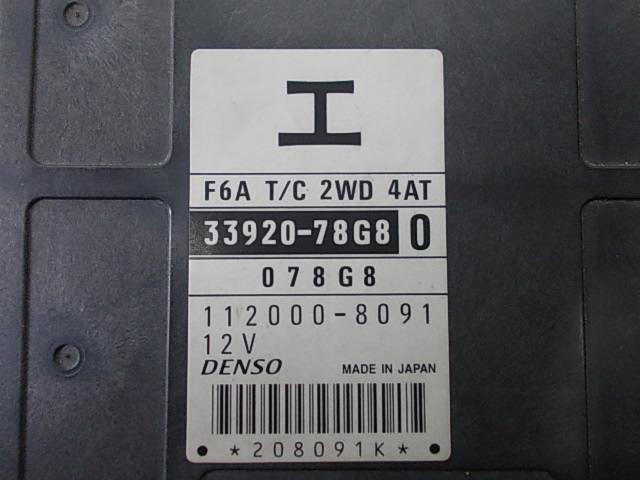 エ
F6A T/C 2WD 4AT
33920-78G8 0
078G8
112000-8091
12V
DENSO MADE IN JAPAN
*208091K*